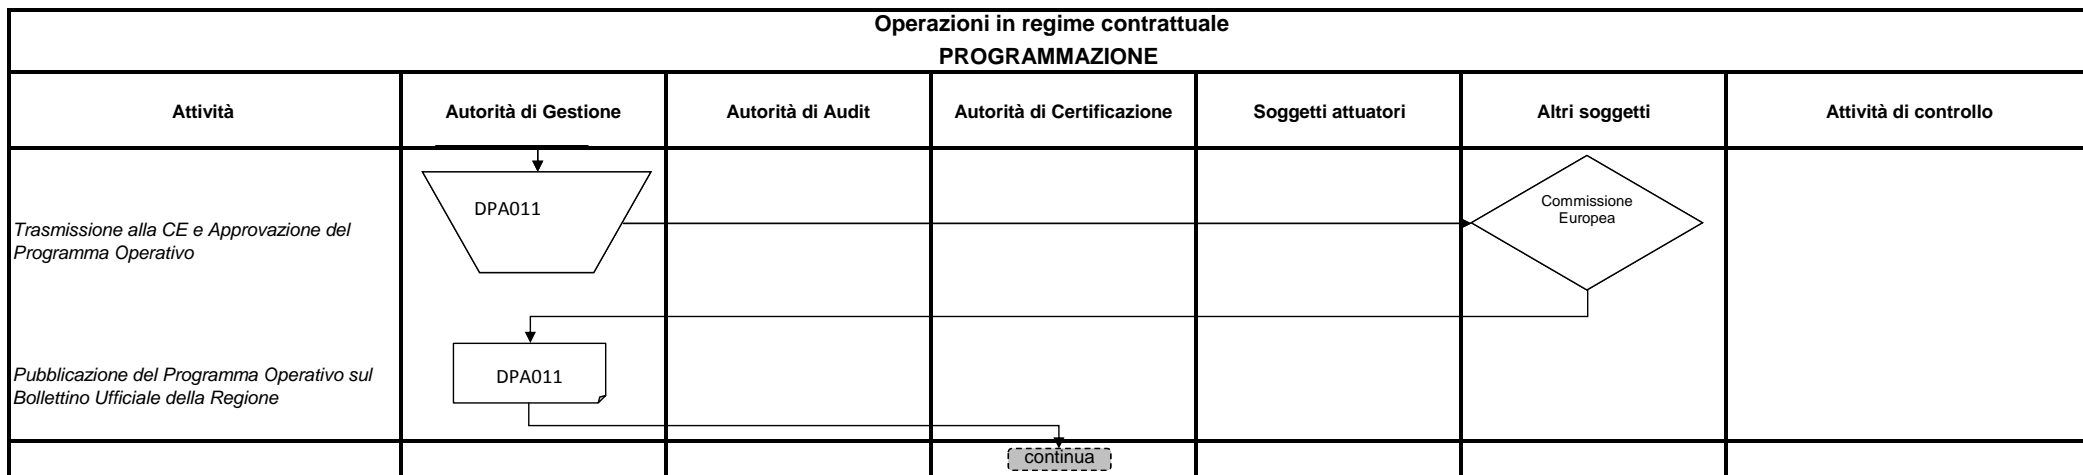 Operazioni in regime contrattuale
PROGRAMMAZIONE
Attività
Autorità di Gestione
Autorità di Audit
Autorità di Certificazione
Soggetti attuatori
Altri soggetti
Attività di controllo
Trasmissione alla CE e Approvazione del
Programma Operativo
DPA011
Commissione
Europea
Pubblicazione del Programma Operativo sul
Bollettino Ufficiale della Regione
DPA011
continua